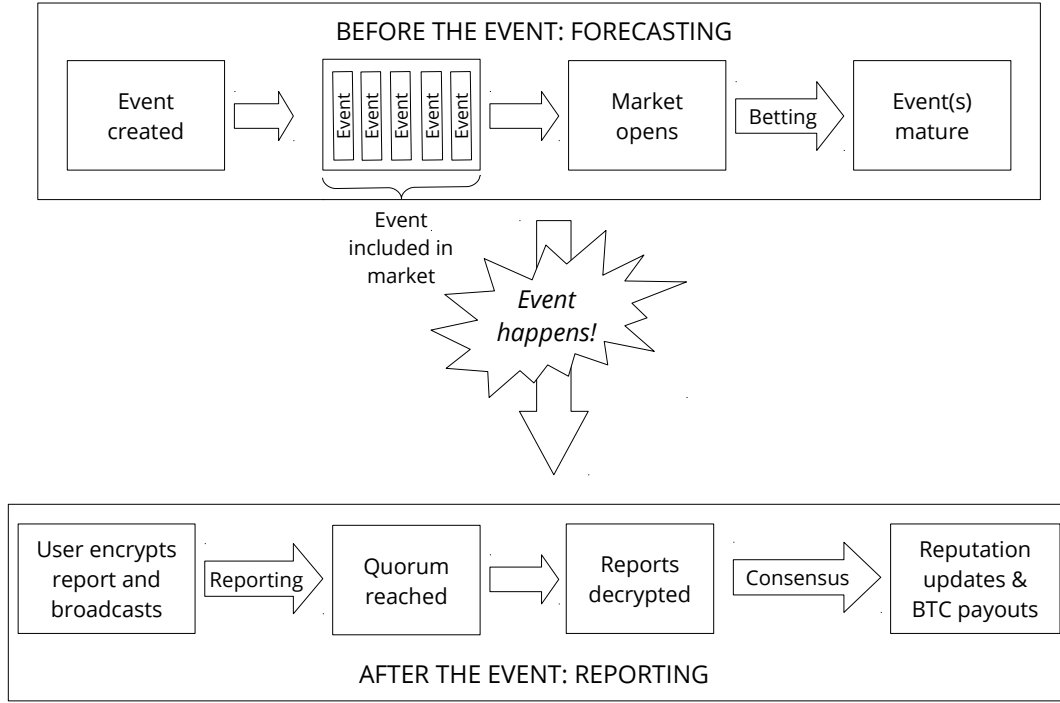 BEFORE THE EVENT: FORECASTING
Event
created
Event
Event
Event
Event
Event
Event
included in
market
Market
opens
Betting
Event(s)
mature
Event
happens!
User encrypts
report and
broadcasts
Reporting
Quorum
reached
Reports
decrypted
Consensus
Reputation
updates &
BTC payouts
AFTER THE EVENT: REPORTING